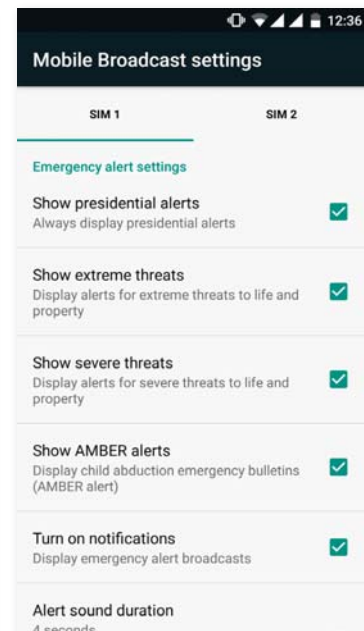 12:36
Mobile Broadcast settings
SIM 1 SIM 2
Emergency alert settings
Show presidential alerts
Always display presidential alerts
Show extreme threats
Display alerts for extreme threats to life and
property
Show severe threats
Display alerts for severe threats to life and
property
Show AMBER alerts
Display child abduction emergency bulletins
(AMBER alert)
Turn on notifications
Display emergency alert broadcasts
Alert sound duration
4 seconds